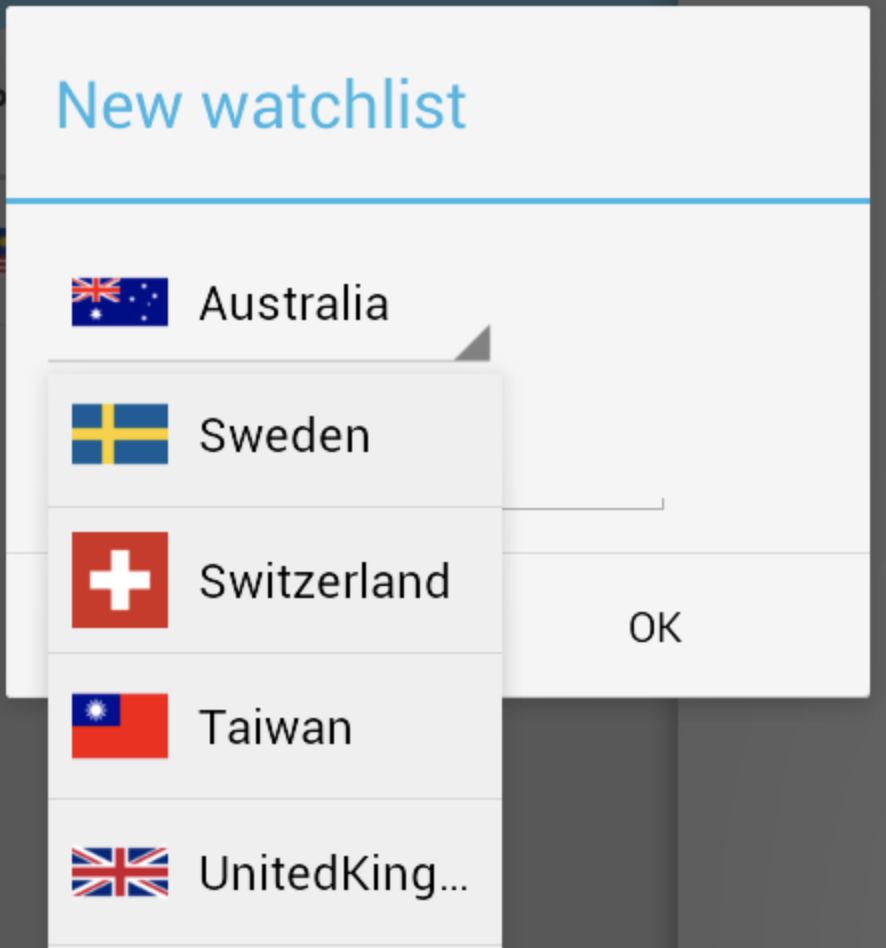 New watchlist
Australia
Sweden
Switzerland
OK
Taiwan
UnitedKing...